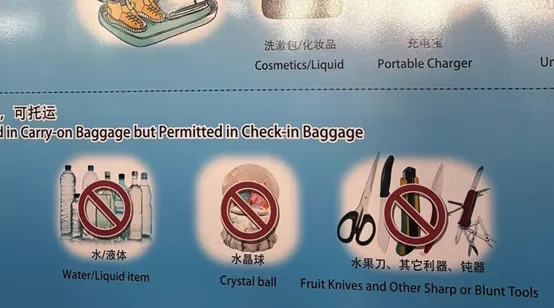 洗漱包/化妆品
Cosmetics/Liquid
充电宝
Portable Charger
，可托运
in Carry-on Baggage but Permitted in Check-in Baggage
水/液体
Water/Liquid item
水晶球
Crystal ball
水果刀、其它利器、钝器
Fruit Knives and Other Sharp or Blunt Tools